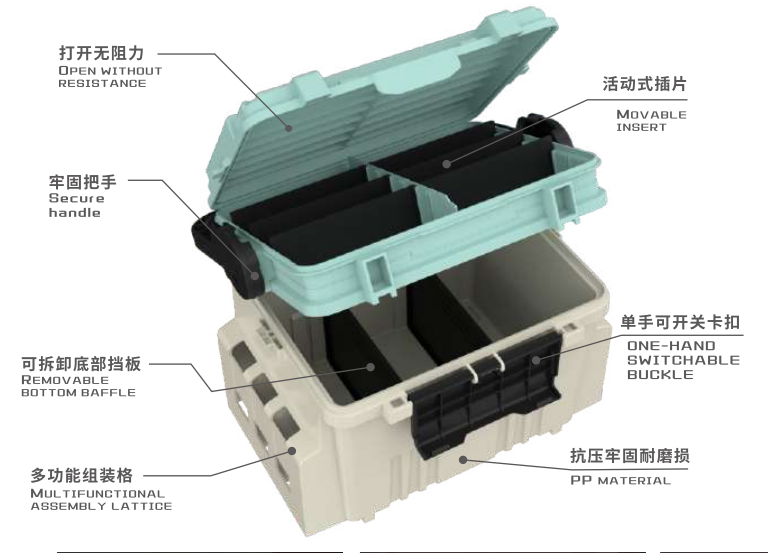 打开无阻力
OPEN WITHOUT
RESISTANCE
活动式插片
MOVABLE
INSERT
牢固把手
Secure
handle
单手可开关卡扣
ONE-HAND
SWITCHABLE
BUCKLE
可拆卸底部挡板
REMOVABLE
BOTTOM BAFFLE
抗压牢固耐磨损
PP MATERIAL
多功能组装格
MULTIFUNCTIONAL
ASSEMBLY LATTICE